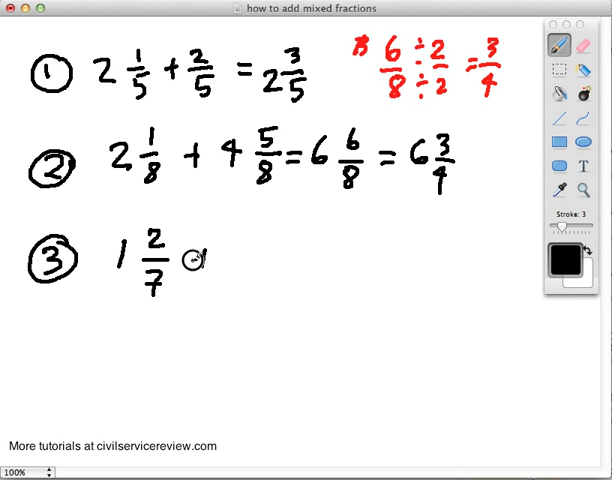 how to add mixed fractions
① 2 1/5 + 2/5 = 2 3/5
* 6/8 ÷ 2/÷ 2 = 3/4
② 2 1/8 + 4 5/8 = 6 6/8 = 6 3/4
③ 1 2/7
T
Stroke: 3
More tutorials at civilservicereview.com
100%